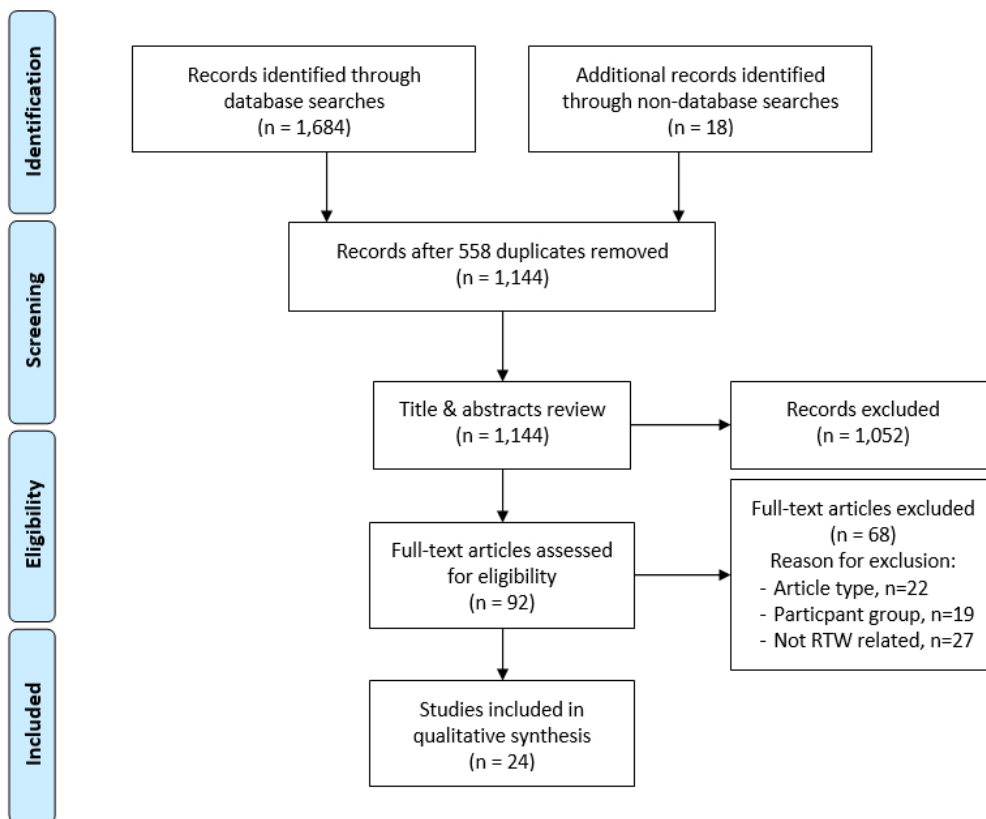 Identification
Records identified through
database searches
(n = 1,684)
Additional records identified
through non-database searches
(n = 18)
Screening
Records after 558 duplicates removed
(n = 1,144)
Title & abstracts review
(n = 1,144)
Records excluded
(n = 1,052)
Eligibility
Full-text articles assessed
for eligibility
(n = 92)
Full-text articles excluded
(n = 68)
Reason for exclusion:
- Article type, n=22
- Particpant group, n=19
- Not RTW related, n=27
Included
Studies included in
qualitative synthesis
(n = 24)